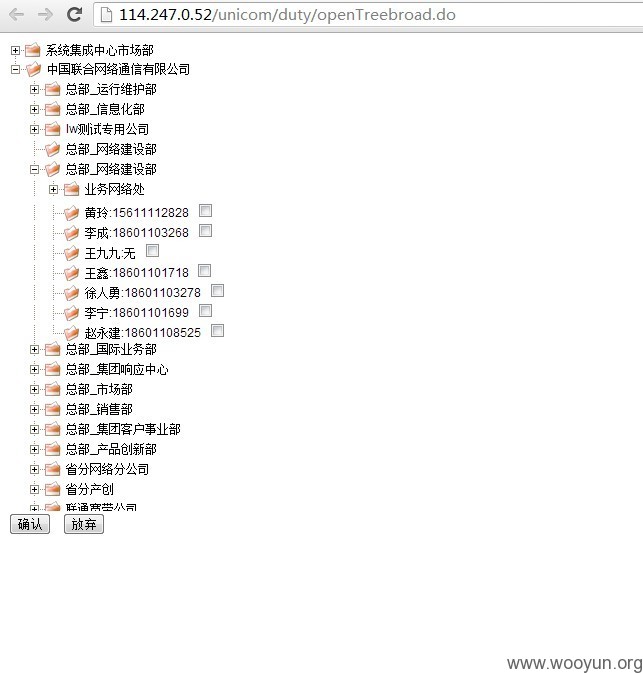 114.247.0.52/unicom/duty/openTreebroad.do
系统集成中心市场部
中国联合网络通信有限公司
总部_运行维护部
总部_信息化部
lw测试专用公司
总部_网络建设部
总部_网络建设部
业务网络处
黄玲:15611112828
李成:18601103268
王九九:无
王鑫:18601101718
徐人勇:18601103278
李宁:18601101699
赵永建:18601108525
总部_国际业务部
总部_集团响应中心
总部_市场部
总部_销售部
总部_集团客户事业部
总部_产品创新部
省分网络分公司
省分产创
联通宽带公司
确认 放弃
www.wooyun.org